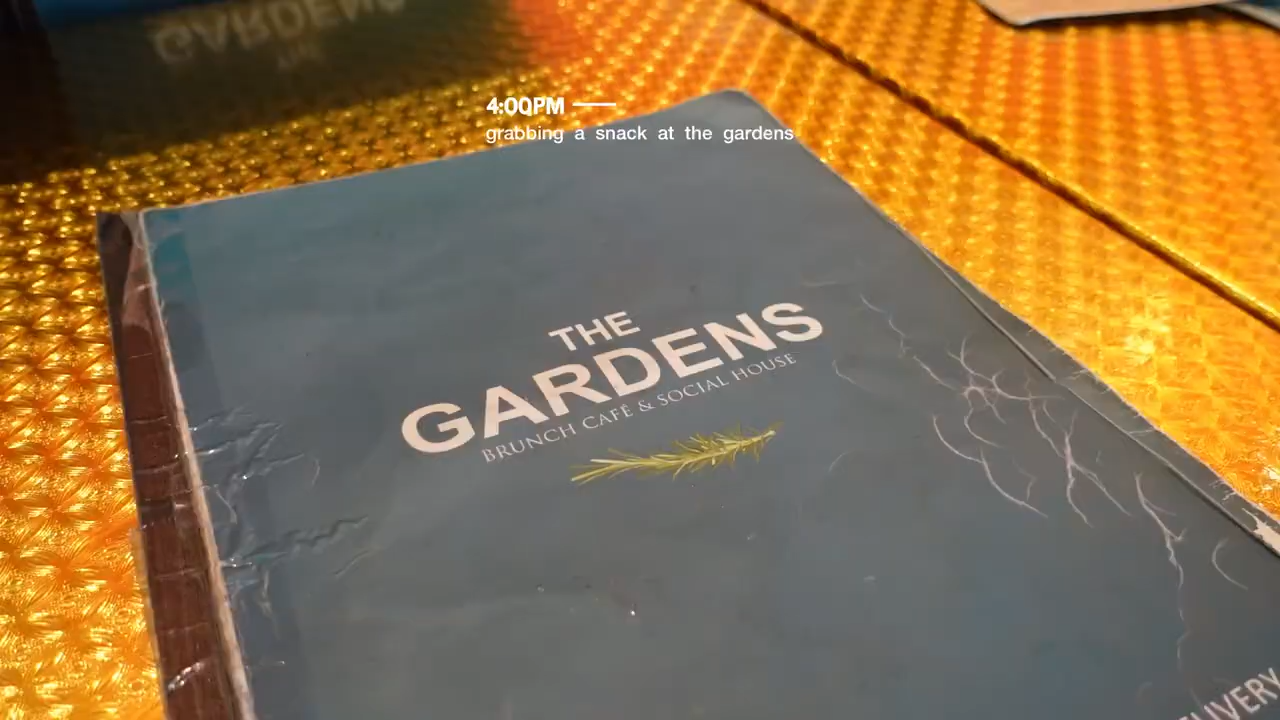 4:00PM
grabbing a snack at the gardens
THE
GARDENS
BRUNCH CAFÉ & SOCIAL HOUSE